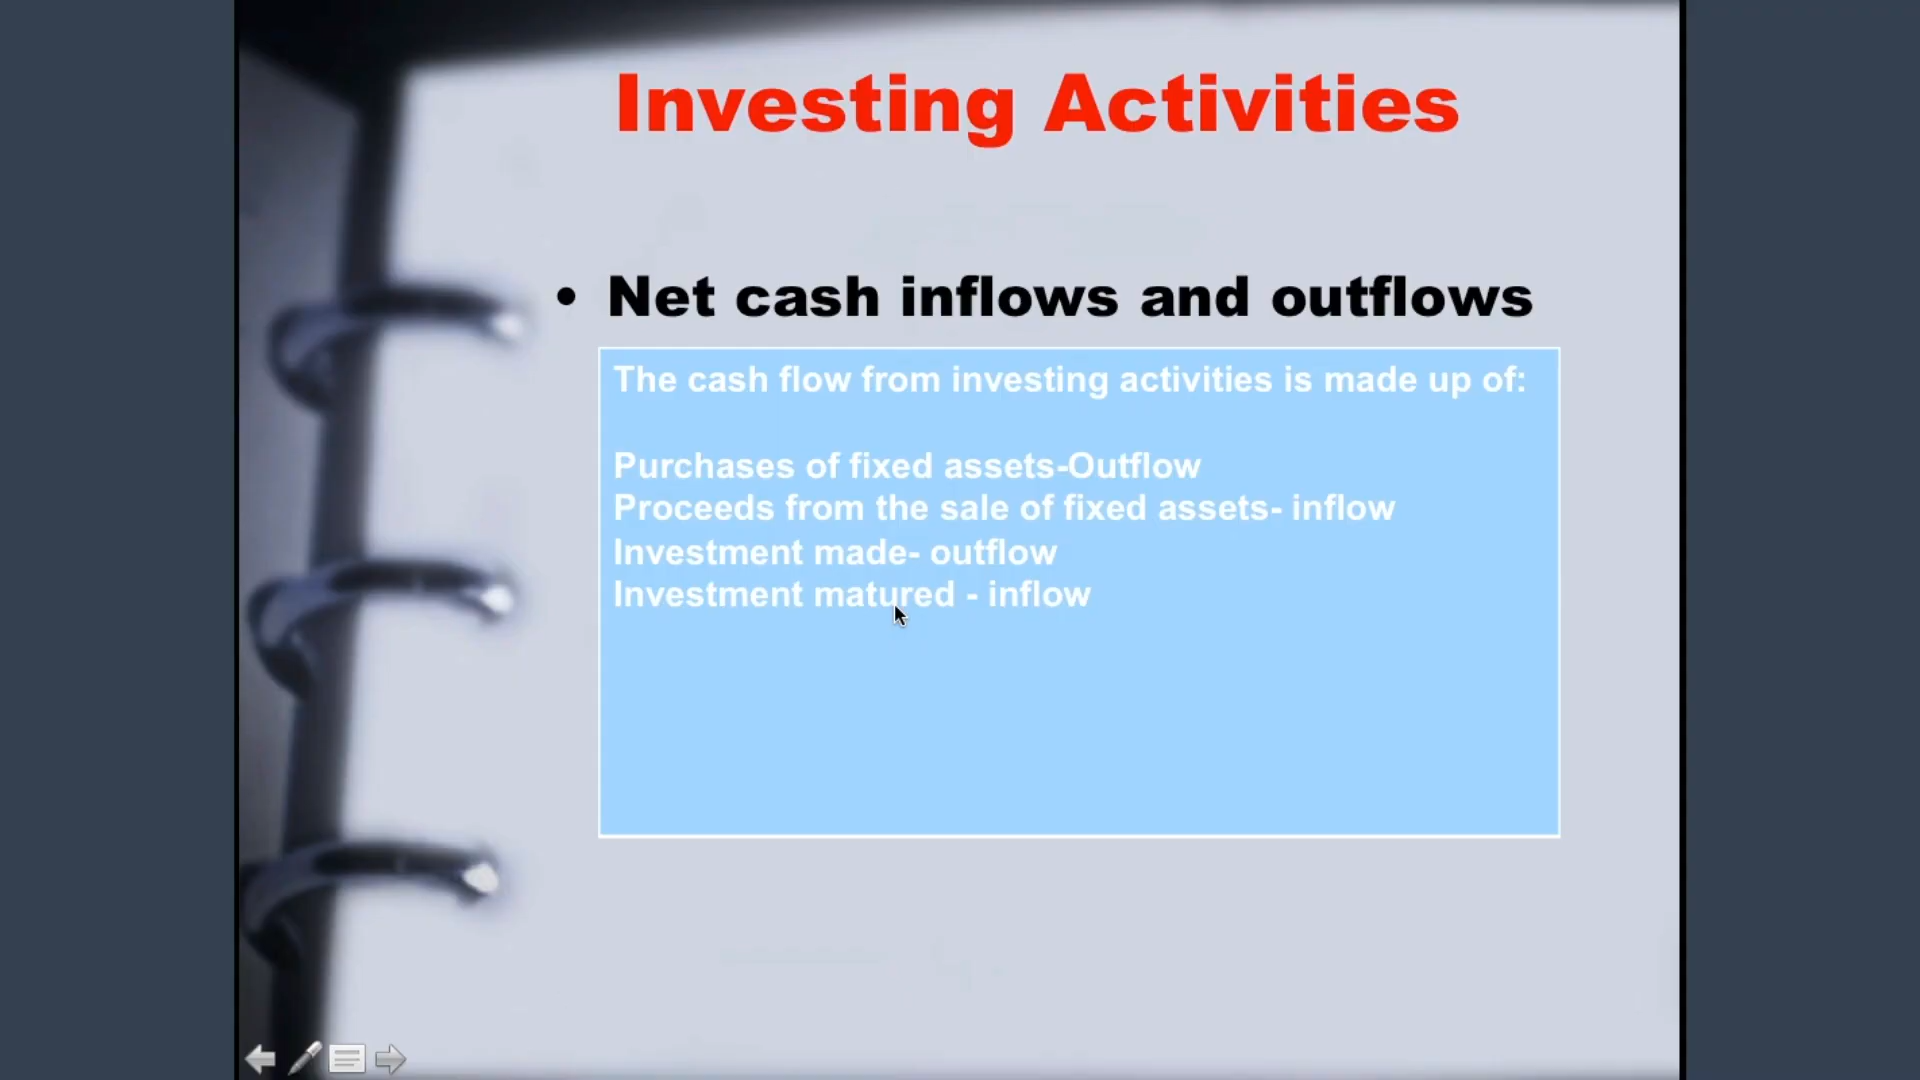 Investing Activities
• Net cash inflows and outflows
The cash flow from investing activities is made up of:
Purchases of fixed assets-Outflow
Proceeds from the sale of fixed assets- inflow
Investment made- outflow
Investment matured - inflow